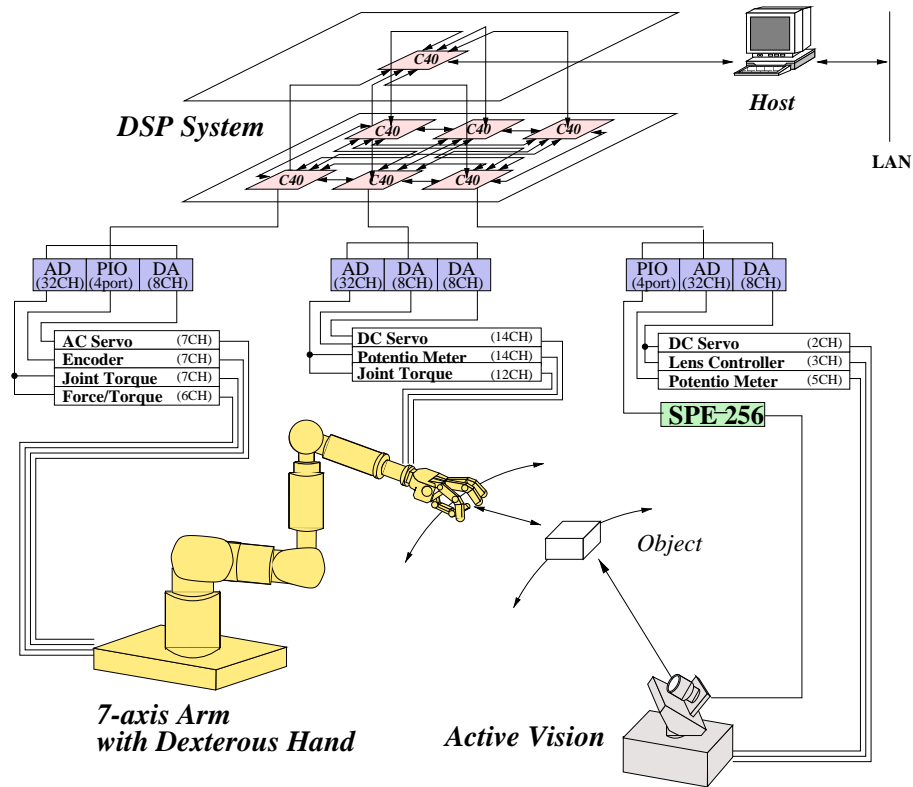 C40
Host
DSP System
C40 C40 C40
LAN
C40 C40 C40
AD PIO DA
(32CH) (4port) (8CH)
AD DA DA
(32CH) (8CH) (8CH)
PIO AD DA
(4port) (32CH) (8CH)
AC Servo (7CH)
Encoder (7CH)
Joint Torque (7CH)
Force/Torque (6CH)
DC Servo (14CH)
Potentio Meter (14CH)
Joint Torque (12CH)
DC Servo (2CH)
Lens Controller (3CH)
Potentio Meter (5CH)
SPE-256
Object
7-axis Arm
with Dexterous Hand
Active Vision